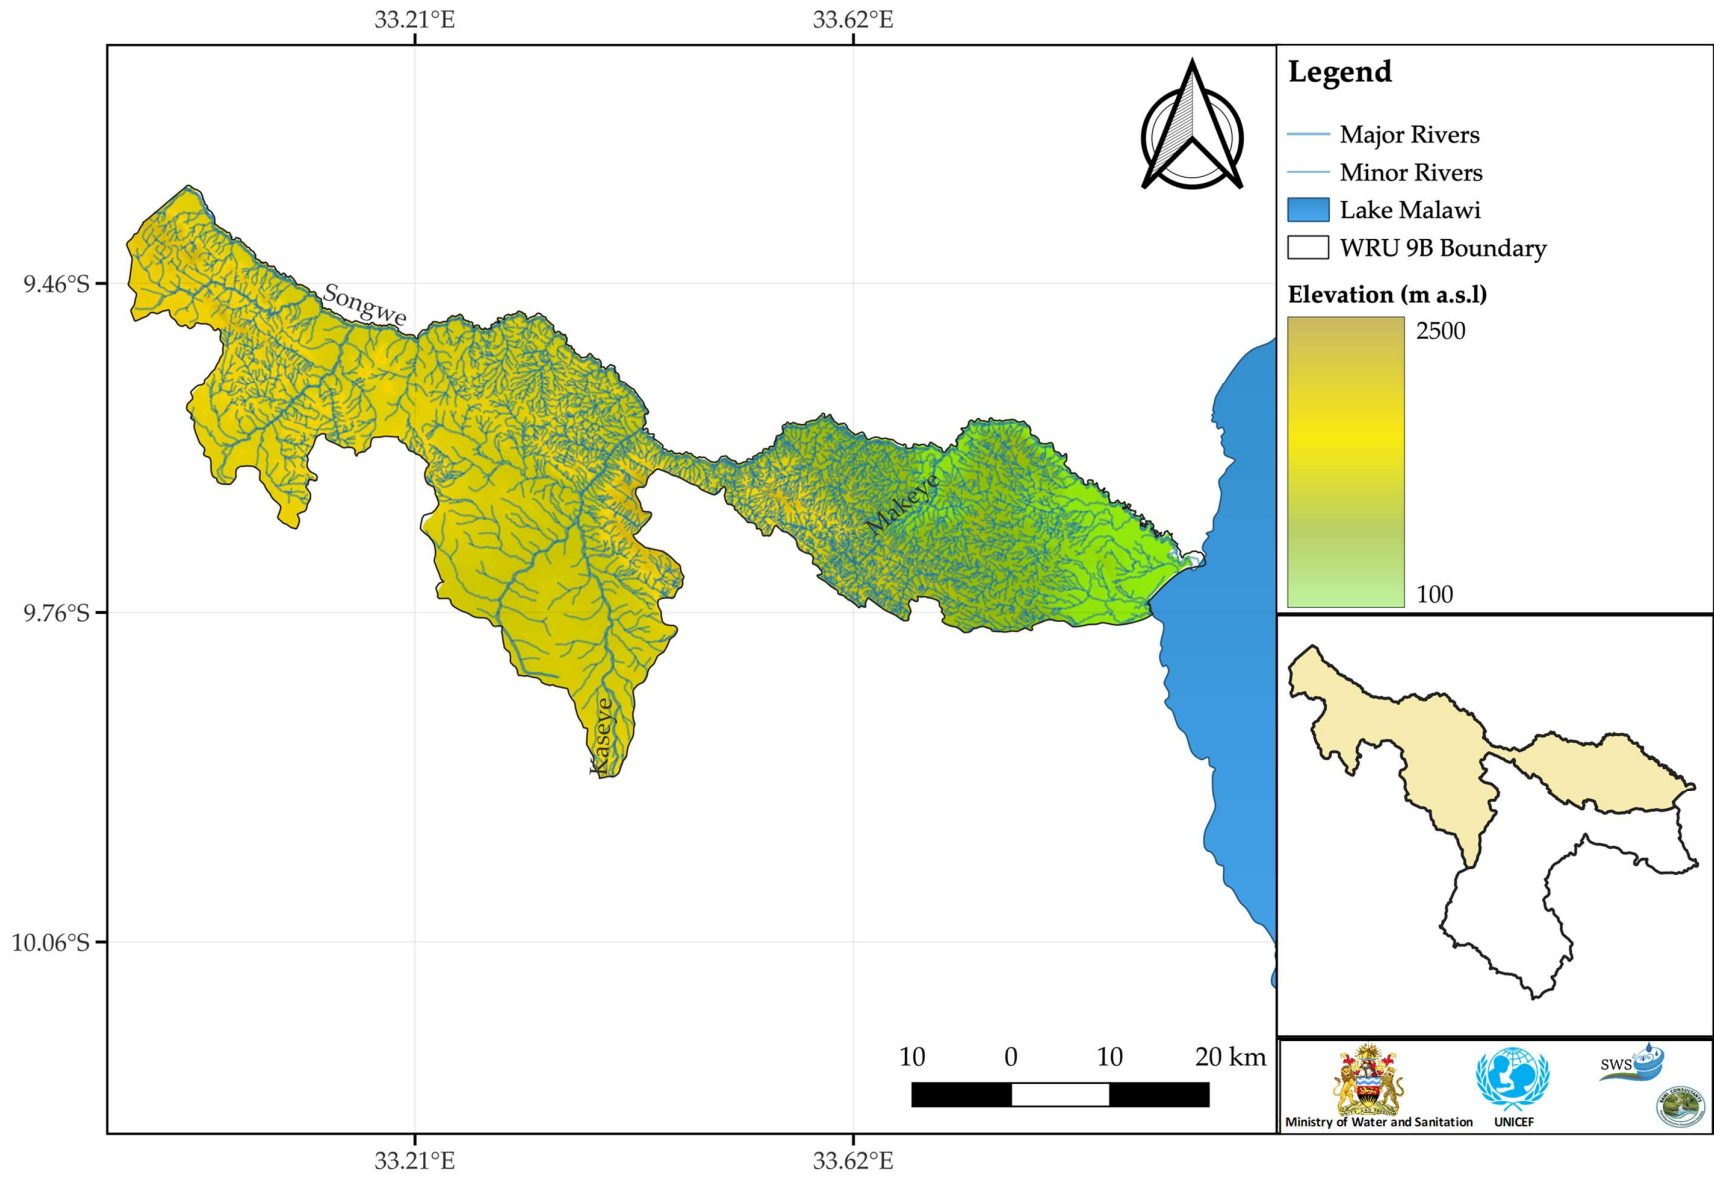 33.21°E
33.62°E
9.46°S
9.76°S
10.06°S
Songwe
Makeye
Kaseye
10
0
10
20 km
33.21°E
33.62°E
Legend
Major Rivers
Minor Rivers
Lake Malawi
WRU 9B Boundary
Elevation (m a.s.l)
2500
100
SWS
Ministry of Water and Sanitation
UNICEF